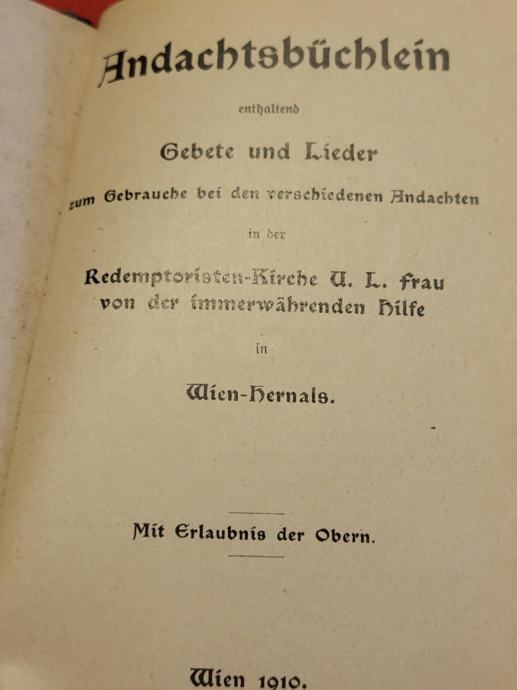 Andachtsbüchlein
enthaltend
Gebete und Lieder
zum Gebrauche bei den verschiedenen Andachten
in der
Redemptoristen-Kirche U. L. Frau
von der immerwährenden Hilfe
in
Wien-Hernals.
Mit Erlaubnis der Obern.
Wien 1910.